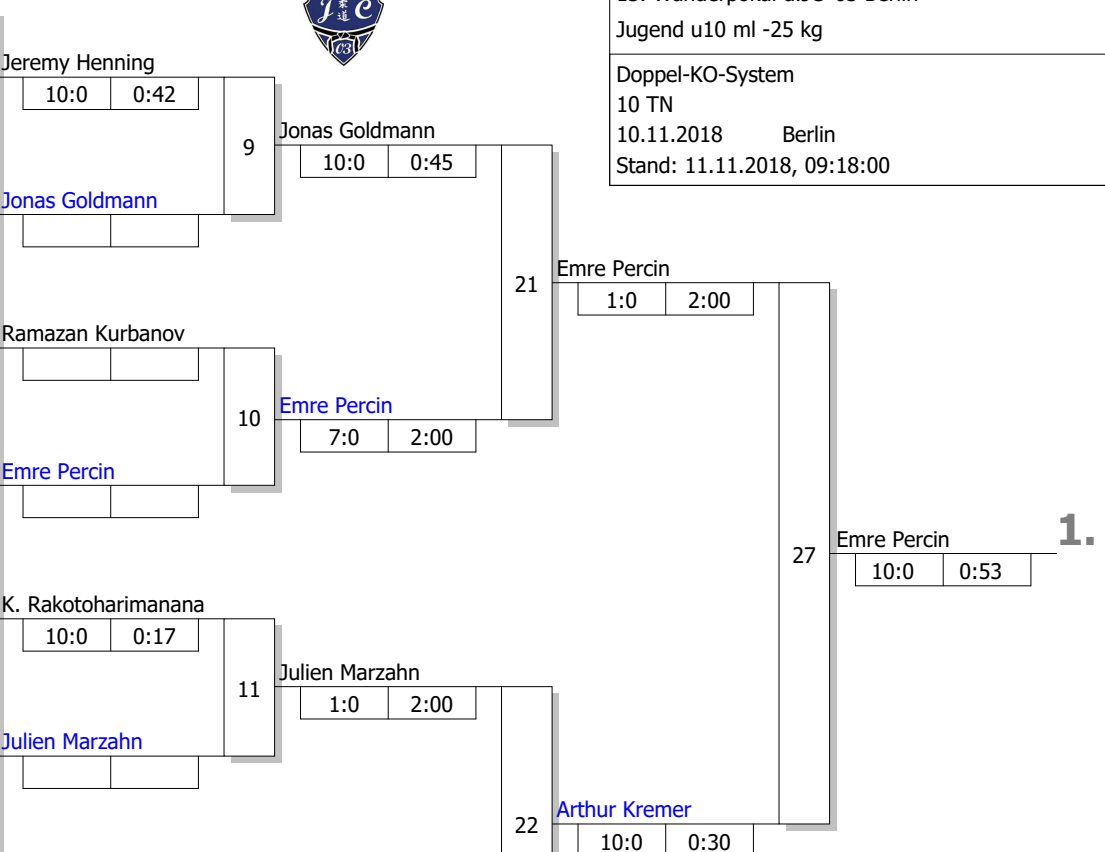 J 柔道 C
03
Jugend u10 ml -25 kg
Doppel-KO-System
10 TN
10.11.2018 Berlin
Stand: 11.11.2018, 09:18:00
Jeremy Henning
10:0 0:42
9
Jonas Goldmann
10:0 0:45
Jonas Goldmann
21
Emre Percin
1:0 2:00
Ramazan Kurbanov
10
Emre Percin
7:0 2:00
Emre Percin
27
Emre Percin
10:0 0:53
1.
K. Rakotoharimanana
10:0 0:17
11
Julien Marzahn
1:0 2:00
Julien Marzahn
22
Arthur Kremer
10:0 0:30